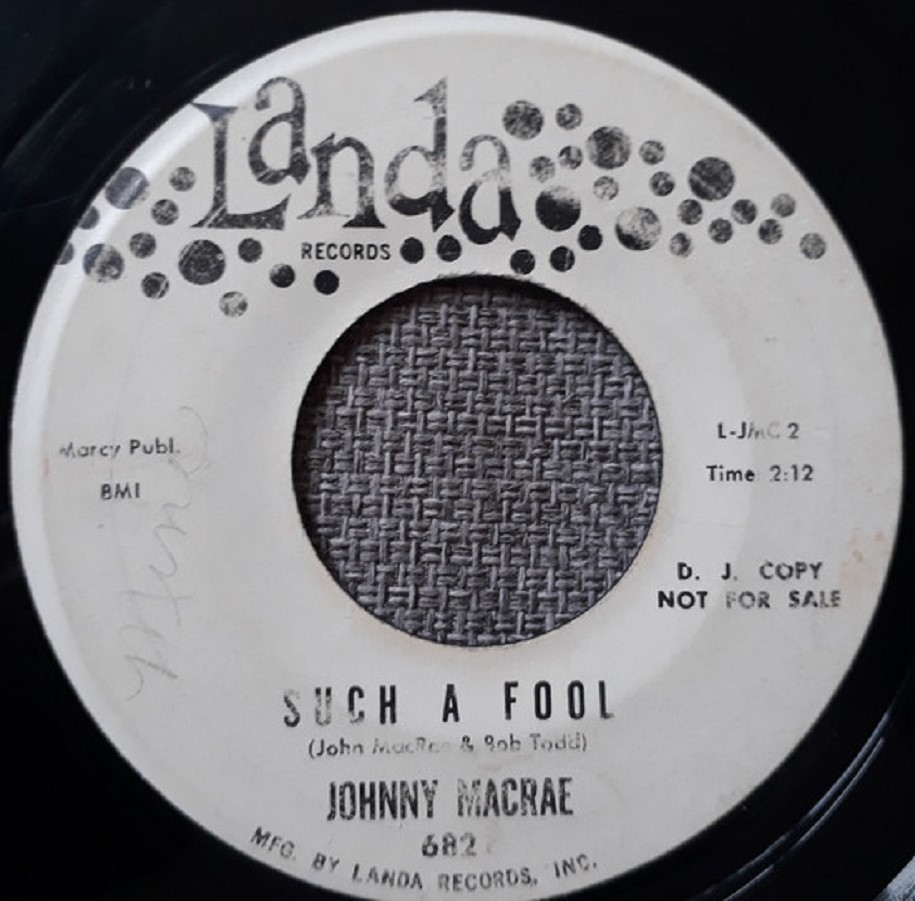 Landa
RECORDS
Marcy Publ.
BMI
L-JMC 2
Time 2:12
D. J. COPY
NOT FOR SALE
SUCH A FOOL
(John MacRae & Bob Todd)
JOHNNY MACRAE
682
MFG. BY LANDA RECORDS, INC.